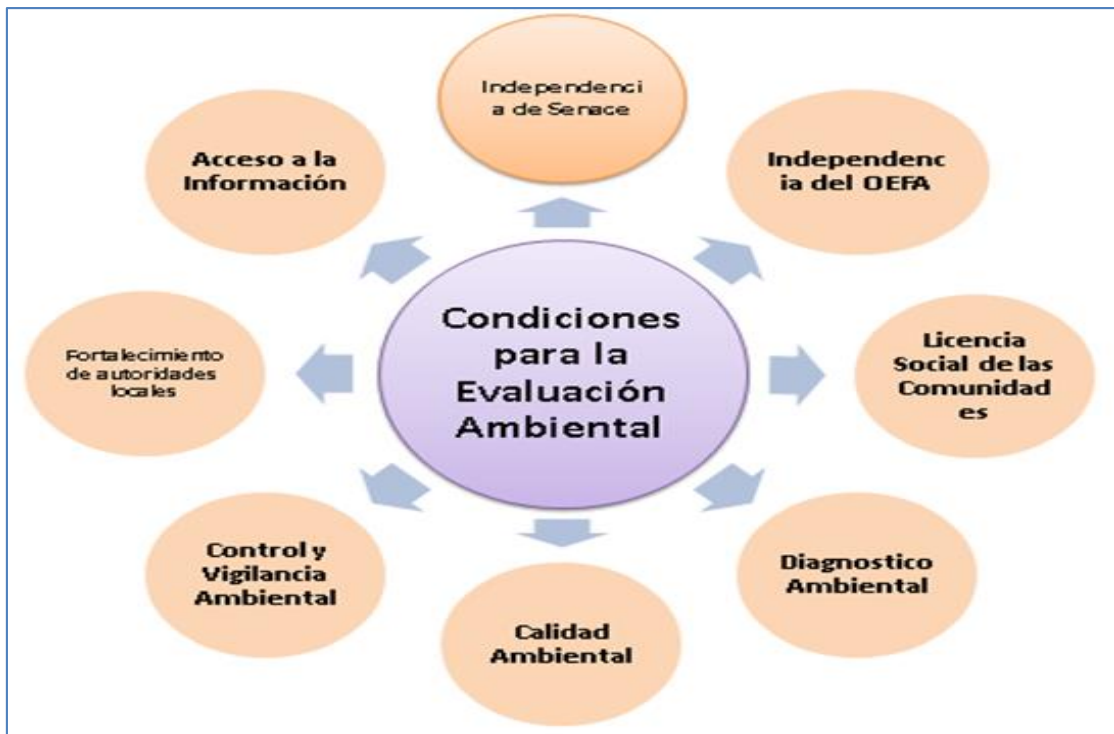 Independenci
a de Senace
Independenc
ia del OEFA
Licencia
Social de las
Comunidad
es
Diagnostico
Ambiental
Calidad
Ambiental
Control y
Vigilancia
Ambiental
Fortalecimiento
de autoridades
locales
Acceso a la
Información
Condiciones
para la
Evaluación
Ambiental